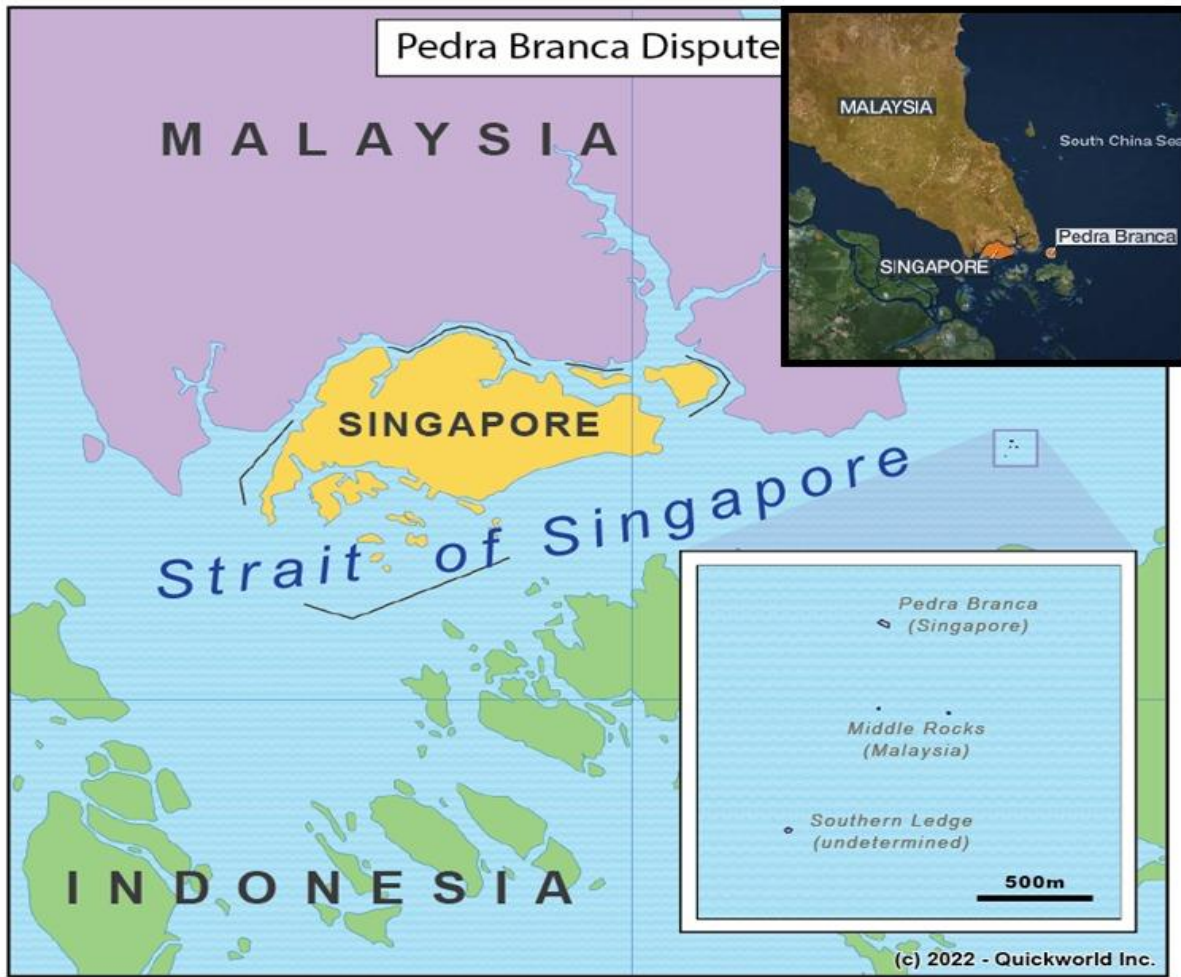 Pedra Branca Dispute
MALAYSIA
MALAYSIA
South China Sea
Pedra Branca
SINGAPORE
SINGAPORE
Strait of Singapore
Pedra Branca
(Singapore)
Middle Rocks
(Malaysia)
Southern Ledge
(undetermined)
500m
INDONESIA
(c) 2022 - Quickworld Inc.